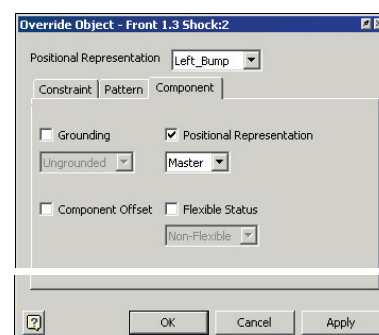 Override Object - Front 1.3 Shock:2
Positional Representation Left_Bump
Constraint Pattern Component
Grounding Positional Representation
Ungrounded Master
Component Offset Flexible Status
Non-Flexible
? OK Cancel Apply